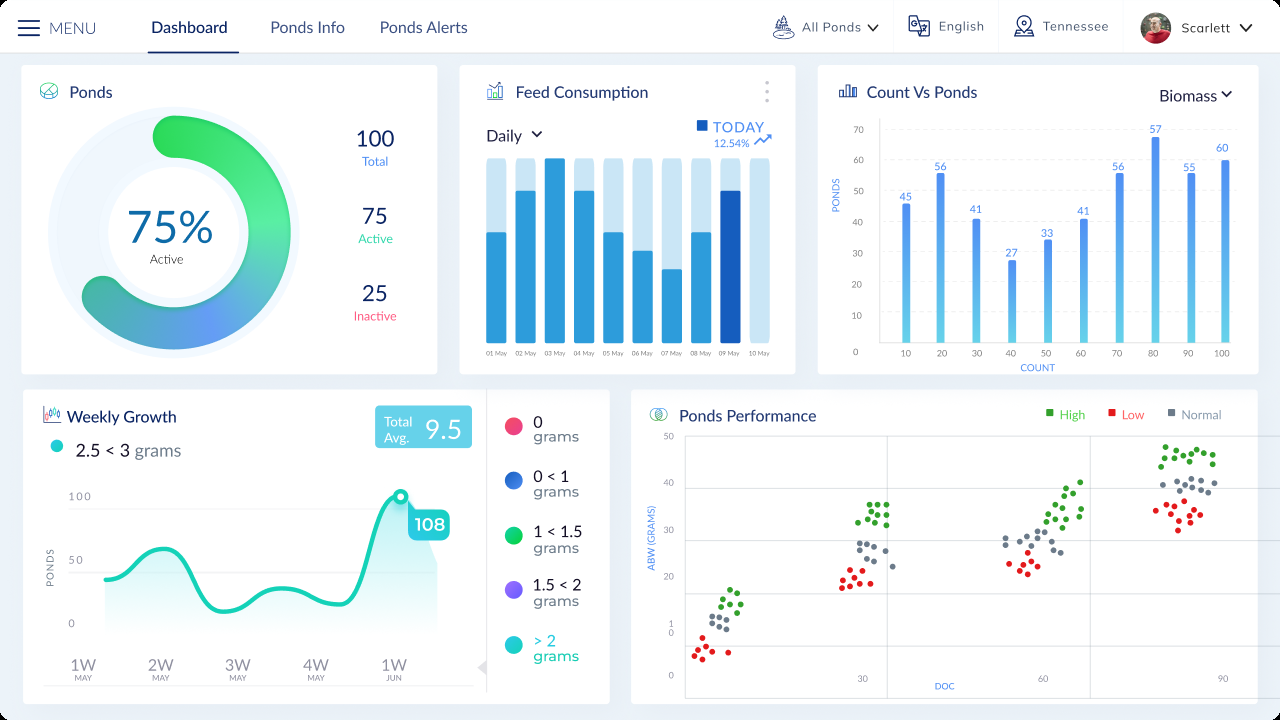 MENU
Dashboard
Ponds Info
Ponds Alerts
All Ponds
English
Tennessee
Scarlett
Ponds
75%
Active
100
Total
75
Active
25
Inactive
Feed Consumption
Daily
TODAY
12.54%
01 May 02 May 03 May 04 May 05 May 06 May 07 May 08 May 09 May 10 May
Count Vs Ponds
Biomass
PONDS
70
60
50
40
30
20
10
0
45 56 41 27 33 41 56 57 55 60
10 20 30 40 50 60 70 80 90 100
COUNT
Weekly Growth
2.5 < 3 grams
Total
Avg.
9.5
PONDS
100
50
0
108
1W 2W 3W 4W 1W
MAY MAY MAY MAY JUN
0
grams
0 < 1
grams
1 < 1.5
grams
1.5 < 2
grams
> 2
grams
Ponds Performance
High Low Normal
ABW (GRAMS)
50
40
30
20
1
0
0
30 60 90
DOC